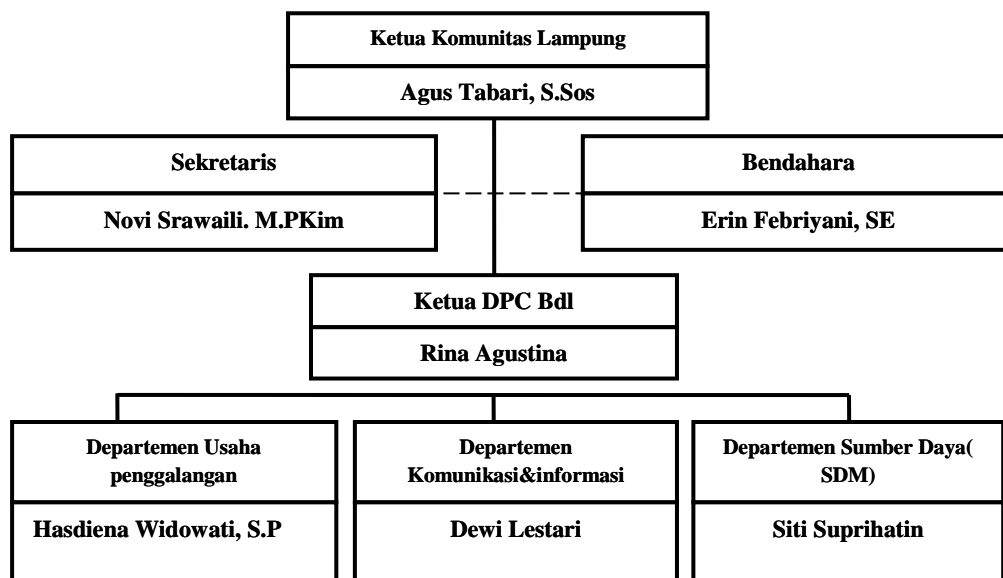 Ketua Komunitas Lampung
Agus Tabari, S.Sos
Sekretaris
Novi Srawaili. M.PKim
Bendahara
Erin Febriyani, SE
Ketua DPC Bdl
Rina Agustina
Departemen Usaha
penggalangan
Hasdiena Widowati, S.P
Departemen
Komunikasi&informasi
Dewi Lestari
Departemen Sumber Daya(
SDM)
Siti Suprihatin